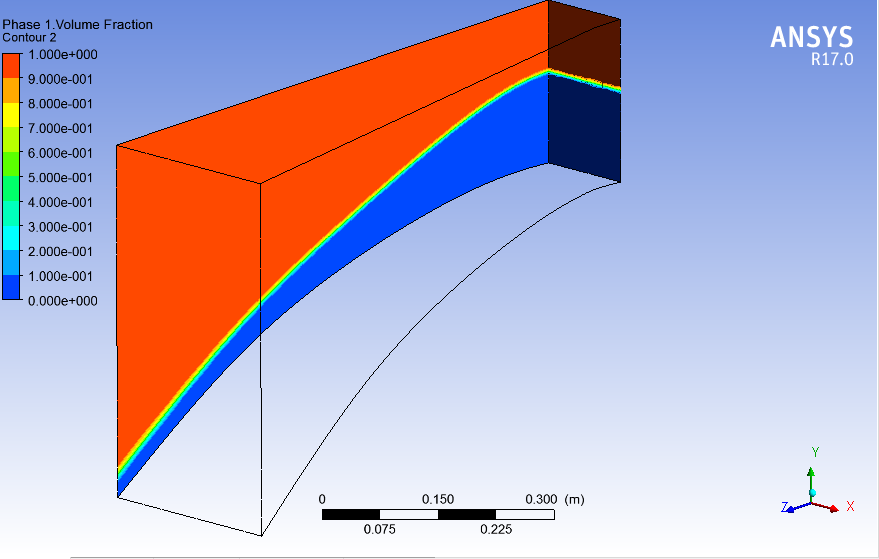 Phase 1.Volume Fraction
Contour 2
1.000e+000
9.000e-001
8.000e-001
7.000e-001
6.000e-001
5.000e-001
4.000e-001
3.000e-001
2.000e-001
1.000e-001
0.000e+000
ANSYS
R17.0
0 0.150 0.300 (m)
0.075 0.225
Y
Z X